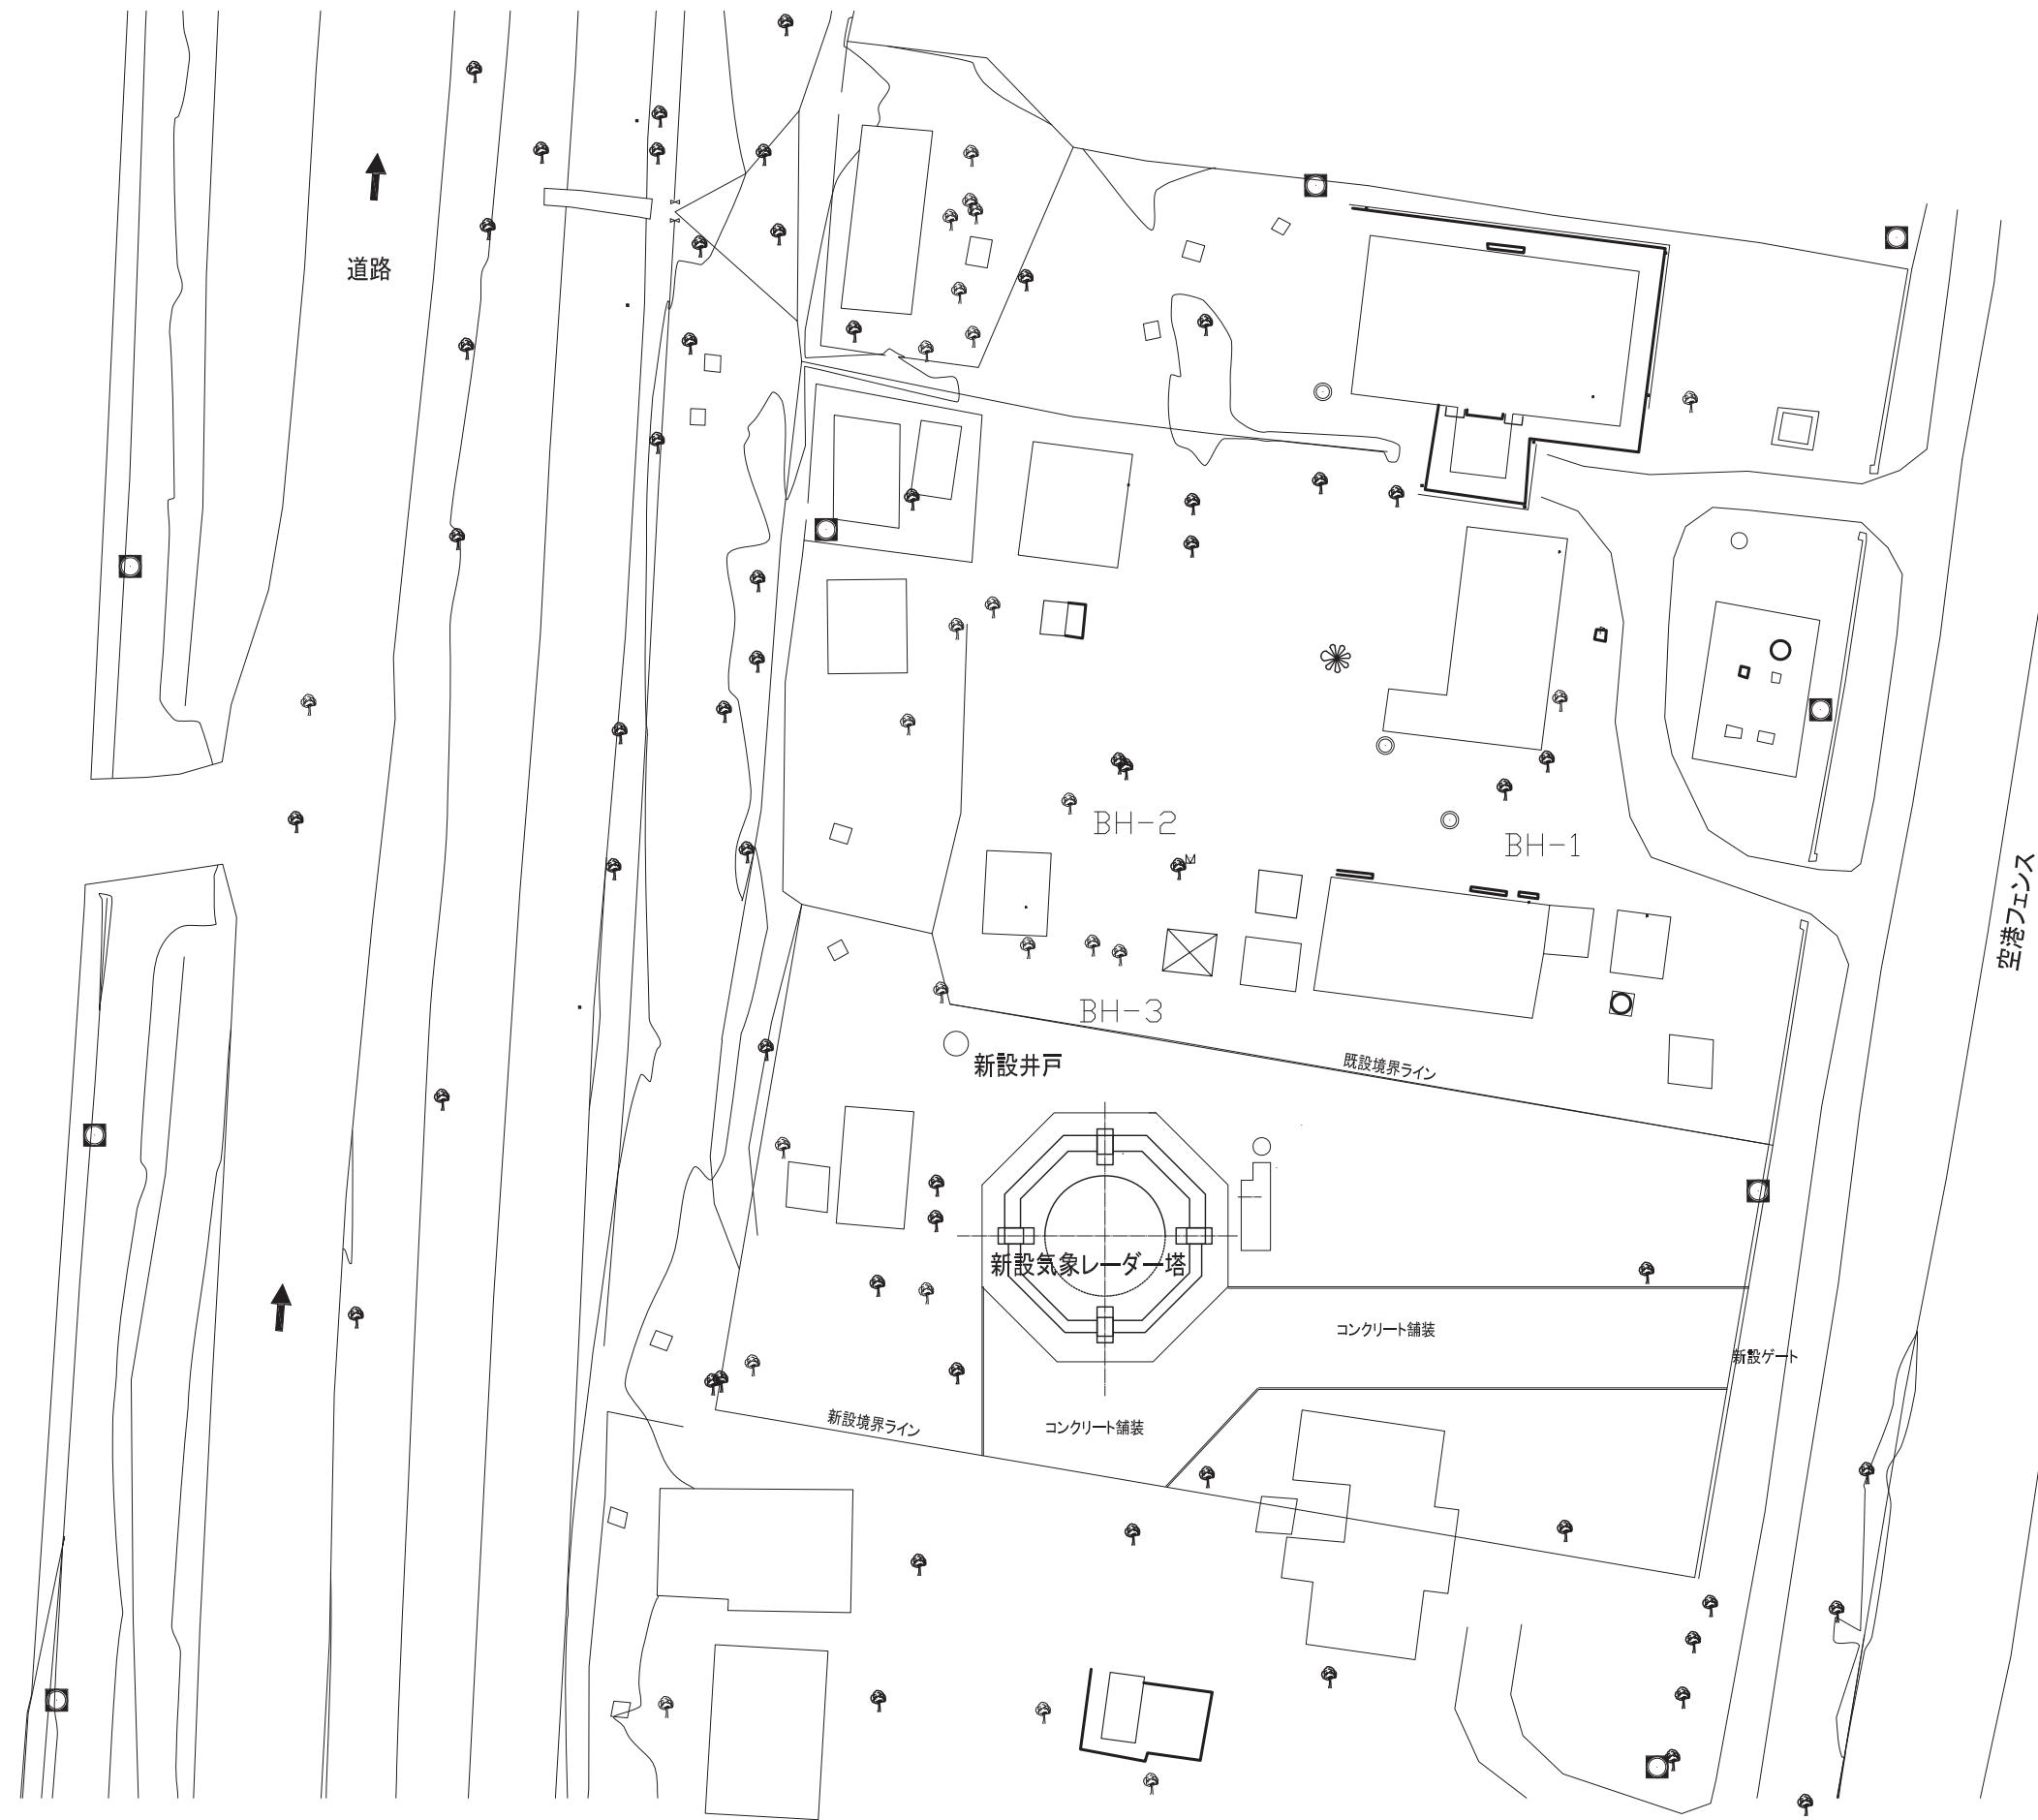 道路
BH-2
BH-1
M
空港フェンス
BH-3
新設井戸
既設境界ライン
新設気象レーダー塔
コンクリート舗装
新設ゲート
新設境界ライン
コンクリート舗装